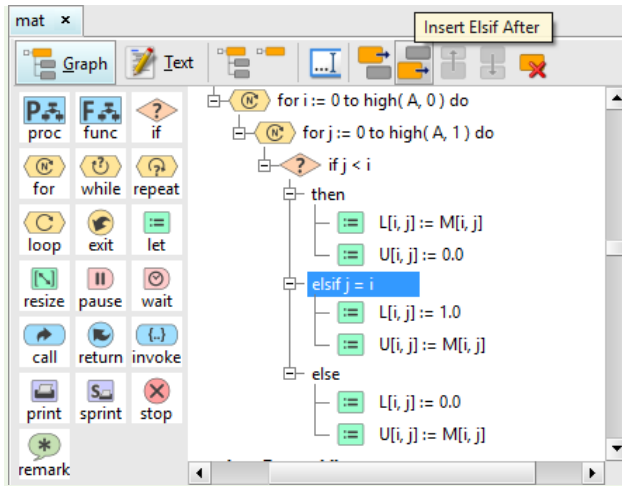 mat ×
Insert Elsif After
Graph Text
for i := 0 to high( A, 0 ) do
for j := 0 to high( A, 1 ) do
if j < i
then
L[i, j] := M[i, j]
U[i, j] := 0.0
elsif j = i
L[i, j] := 1.0
U[i, j] := M[i, j]
else
L[i, j] := 0.0
U[i, j] := M[i, j]
P F ?
proc func if
N
for while repeat
C :=
loop exit let
resize pause wait
{..}
call return invoke
S
print sprint stop
*
remark